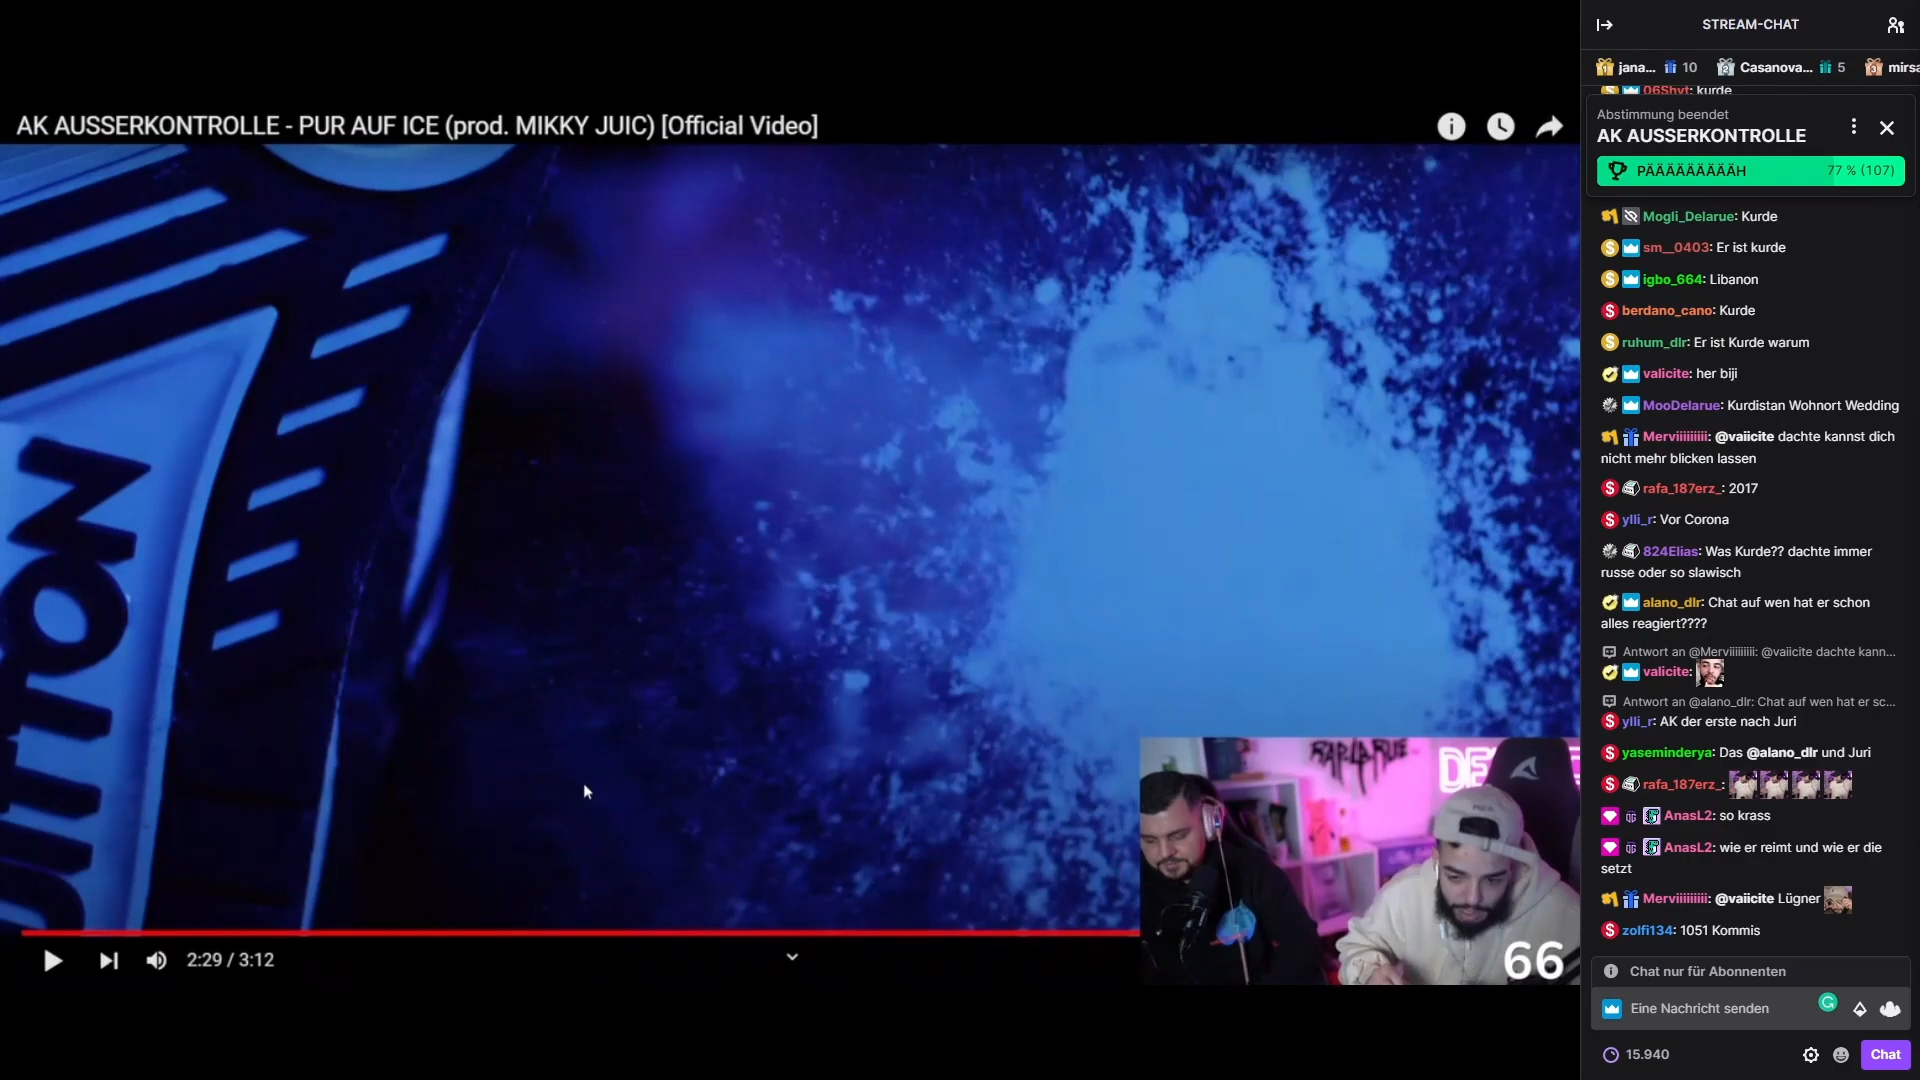 AK AUSSERKONTROLLE - PUR AUF ICE (prod. MIKKY JUIC) [Official Video]
2:29 / 3:12
66
STREAM-CHAT
jana... 10 Casanova... 5 mirsa
06Shvt: kurde
Abstimmung beendet
AK AUSSERKONTROLLE
PÄÄÄÄÄÄÄÄÄH 77 % (107)
Mogli_Delarue: Kurde
sm__0403: Er ist kurde
igbo_664: Libanon
berdano_cano: Kurde
ruhum_dlr: Er ist Kurde warum
valicite: her biji
MooDelarue: Kurdistan Wohnort Wedding
Merviiiiiiiiii: @vaiicite dachte kannst dich
nicht mehr blicken lassen
rafa_187erz_: 2017
ylli_r: Vor Corona
824Elias: Was Kurde?? dachte immer
russe oder so slawisch
alano_dlr: Chat auf wen hat er schon
alles reagiert????
Antwort an @Merviiiiiiiiii: @vaiicite dachte kann...
valicite:
Antwort an @alano_dlr: Chat auf wen hat er sc...
ylli_r: AK der erste nach Juri
yaseminderya: Das @alano_dlr und Juri
rafa_187erz_:
AnasL2: so krass
AnasL2: wie er reimt und wie er die
setzt
Merviiiiiiiiii: @vaiicite Lügner
zolfi134: 1051 Kommis
Chat nur für Abonnenten
Eine Nachricht senden
15.940
Chat